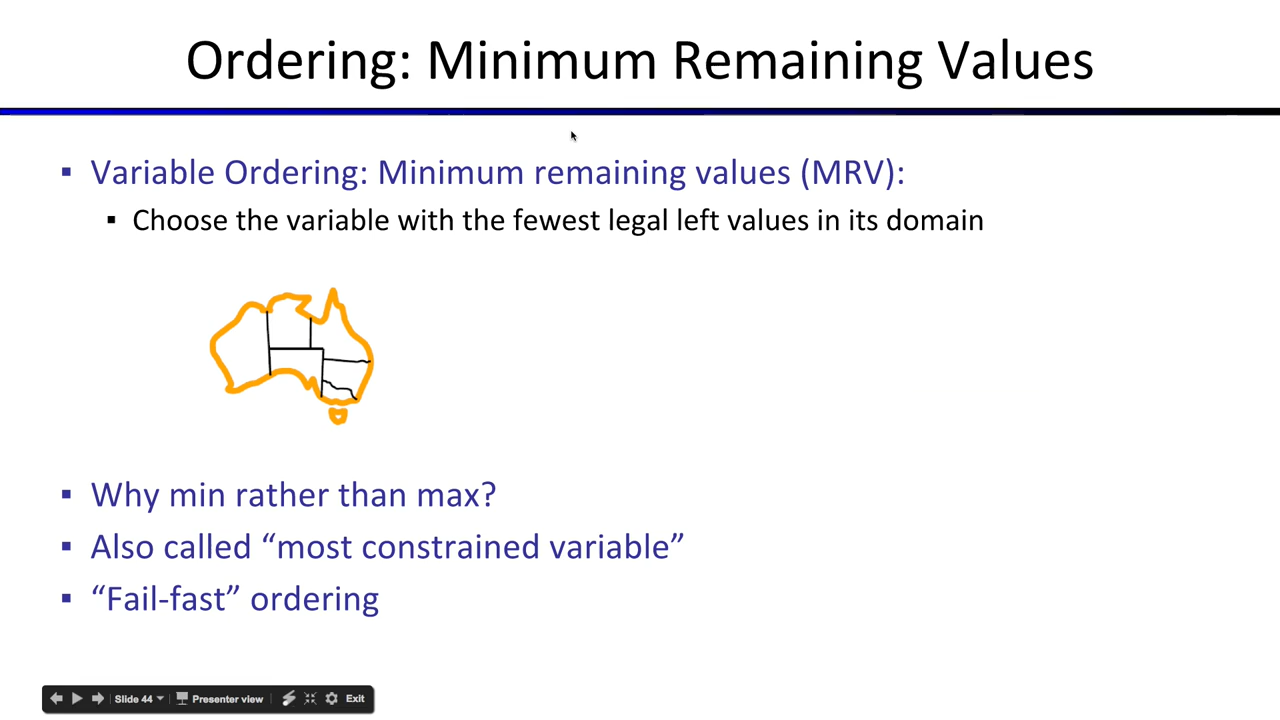 Ordering: Minimum Remaining Values
▪ Variable Ordering: Minimum remaining values (MRV):
▪ Choose the variable with the fewest legal left values in its domain
▪ Why min rather than max?
▪ Also called “most constrained variable”
▪ “Fail-fast” ordering
Slide 44 Presenter view Exit